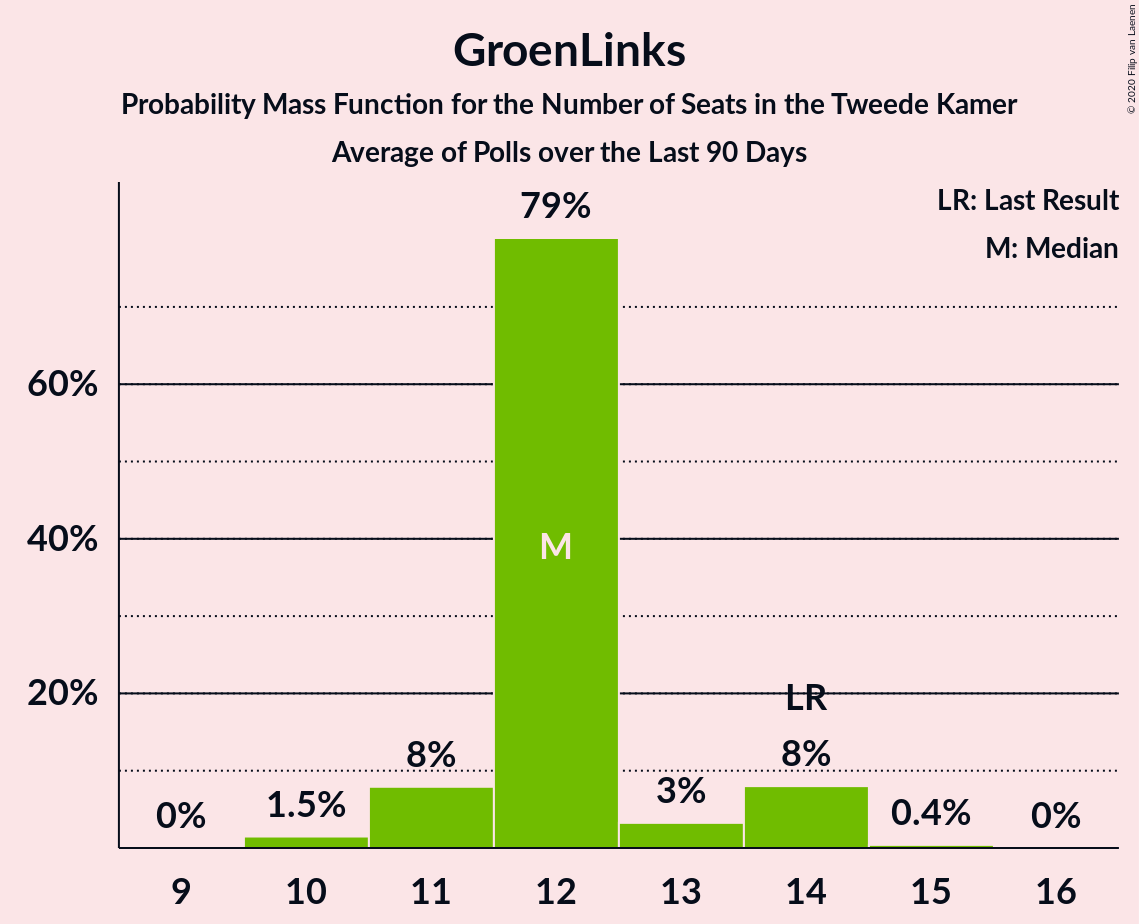 GroenLinks
Probability Mass Function for the Number of Seats in the Tweede Kamer
Average of Polls over the Last 90 Days
© 2020 Filip van Laenen
LR: Last Result
M: Median
79%
60%
M
40%
20%
LR
0%
1.5%
8%
3%
8%
0.4%
0%
9 10 11 12 13 14 15 16